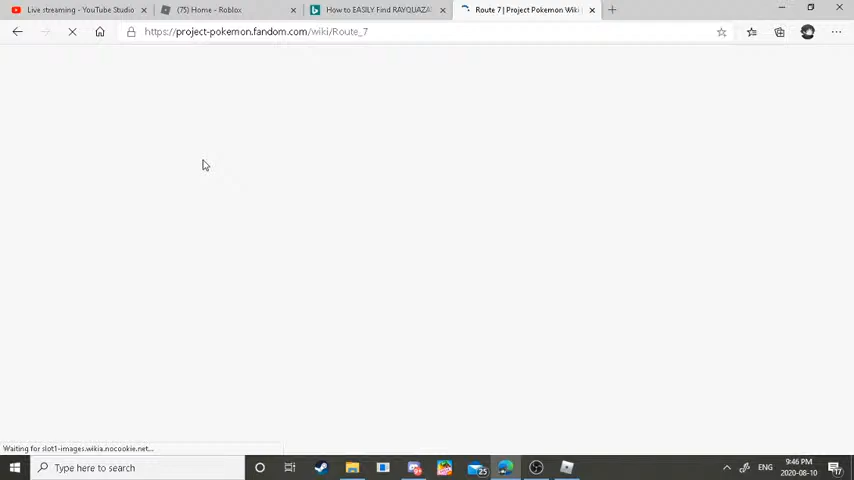 Live streaming - YouTube Studio
(75) Home - Roblox
How to EASILY Find RAYQUAZA
Route 7 | Project Pokemon Wiki |
https://project-pokemon.fandom.com/wiki/Route_7
Waiting for slot1-images.wikia.nocookie.net...
Type here to search
25
ENG
9:46 PM
2020-08-10
17